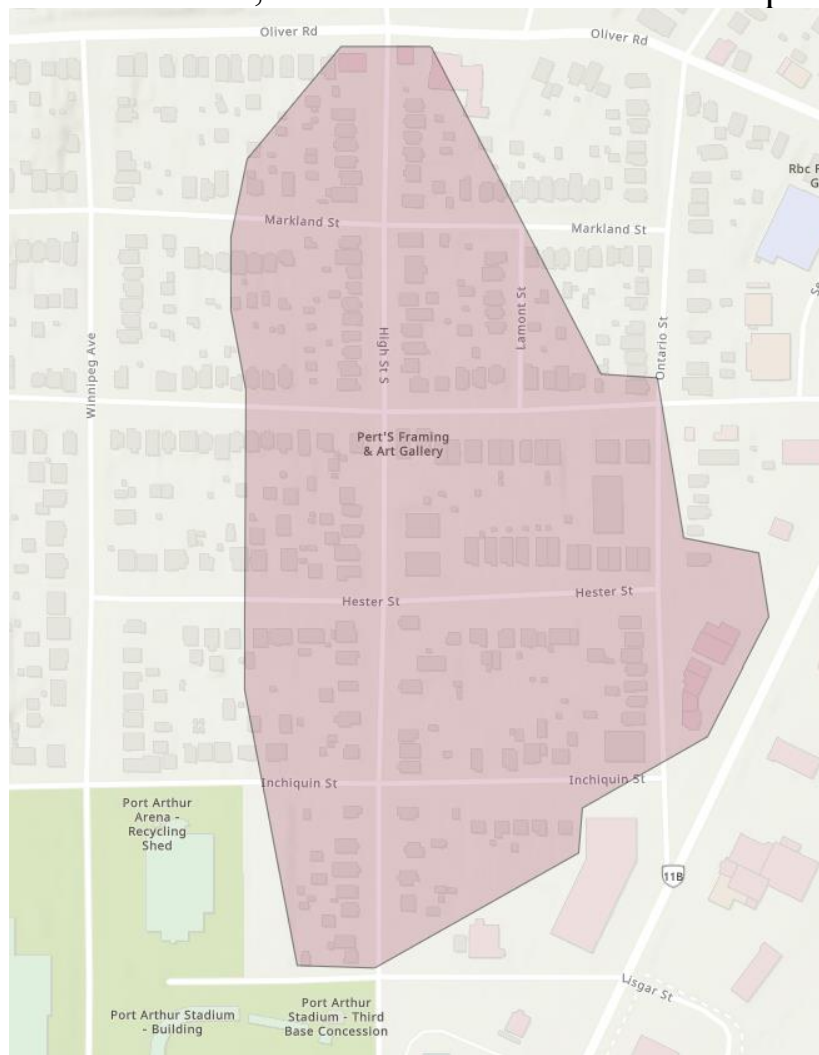 Oliver Rd
Oliver Rd
Rbc F
G
Markland St
Markland St
Winnipeg Ave
High St S
Lamont St
Ontario St
Pert'S Framing
& Art Gallery
Hester St
Hester St
Inchiquin St
Inchiquin St
Port Arthur
Arena -
Recycling
Shed
11B
Lisgar St
Port Arthur Stadium
- Building
Port Arthur
Stadium - Third
Base Concession